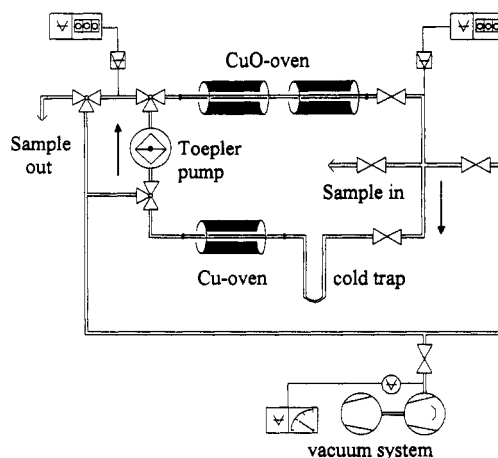 CuO-oven
Sample
out
Toepler
pump
Sample in
Cu-oven
cold trap
vacuum system